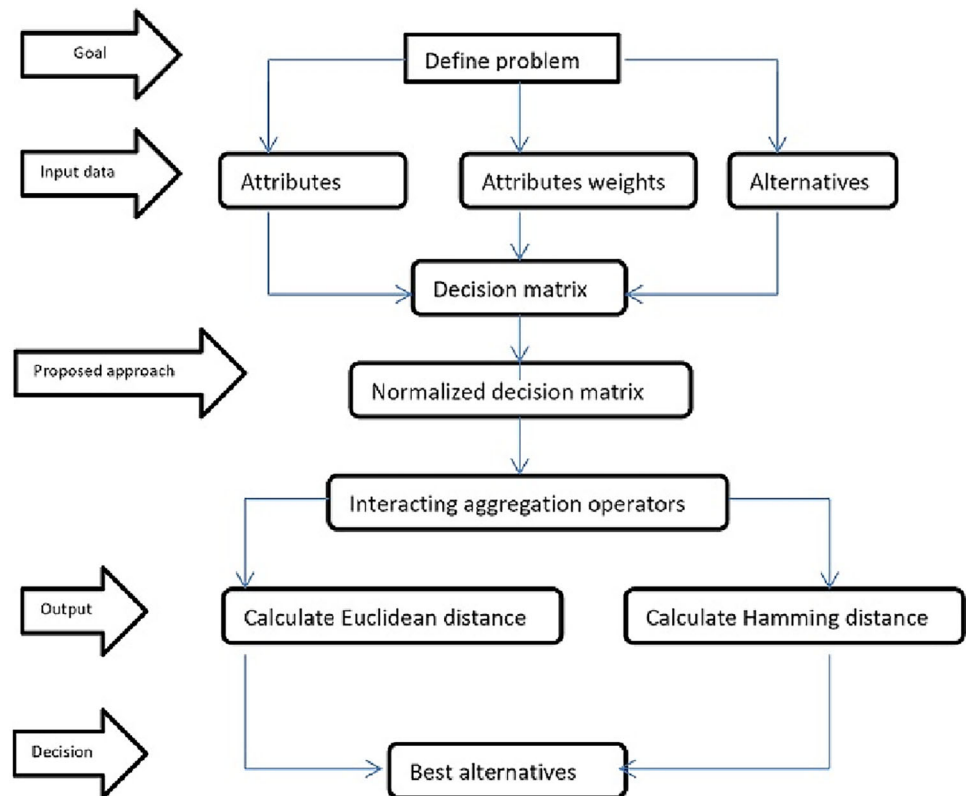 Goal
Define problem
Input data
Attributes
Attributes weights
Alternatives
Decision matrix
Proposed approach
Normalized decision matrix
Interacting aggregation operators
Output
Calculate Euclidean distance
Calculate Hamming distance
Decision
Best alternatives